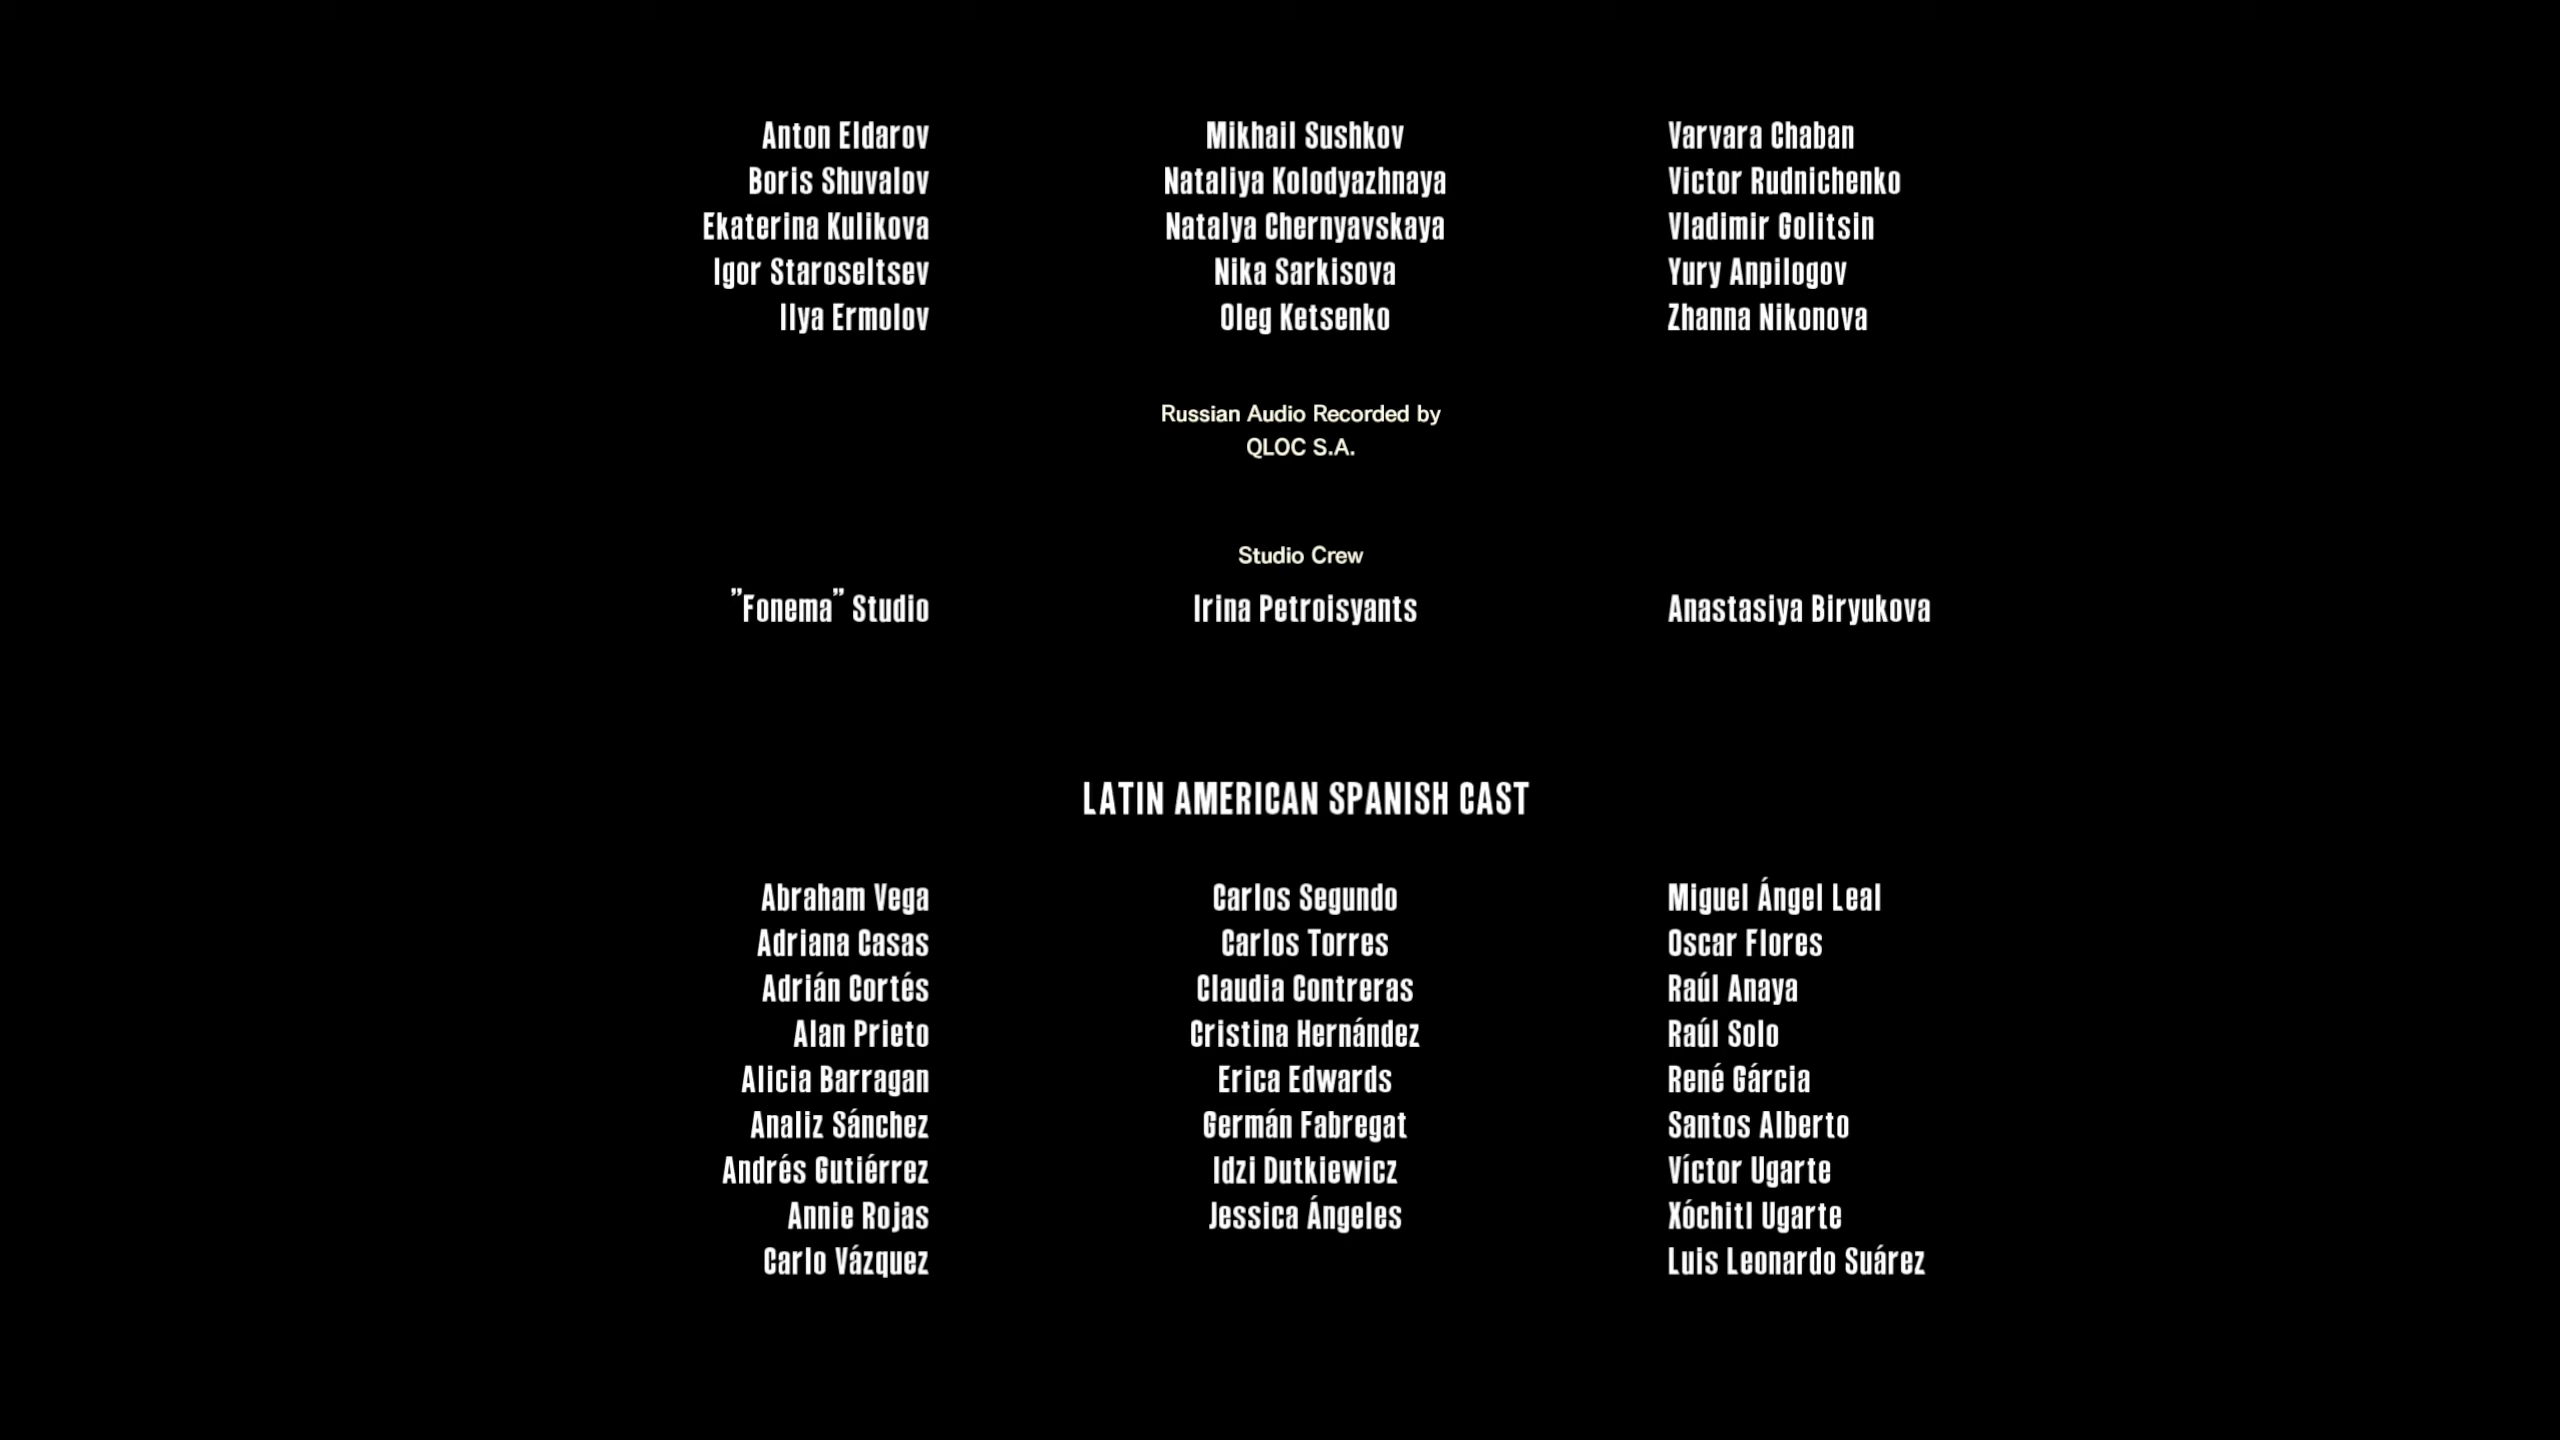 Anton Eldarov Mikhail Sushkov Varvara Chaban
Boris Shuvalov Nataliya Kolodyazhnaya Victor Rudnichenko
Ekaterina Kulikova Natalya Chernyavskaya Vladimir Golitsin
Igor Staroseltsev Nika Sarkisova Yury Anpilogov
Ilya Ermolov Oleg Ketsenko Zhanna Nikonova
Russian Audio Recorded by
QLOC S.A.
Studio Crew
”Fonema” Studio Irina Petroisyants Anastasiya Biryukova
LATIN AMERICAN SPANISH CAST
Abraham Vega Carlos Segundo Miguel Ángel Leal
Adriana Casas Carlos Torres Oscar Flores
Adrián Cortés Claudia Contreras Raúl Anaya
Alan Prieto Cristina Hernández Raúl Solo
Alicia Barragan Erica Edwards René Gárcia
Analiz Sánchez Germán Fabregat Santos Alberto
Andrés Gutiérrez Idzi Dutkiewicz Víctor Ugarte
Annie Rojas Jessica Ángeles Xóchitl Ugarte
Carlo Vázquez Luis Leonardo Suárez